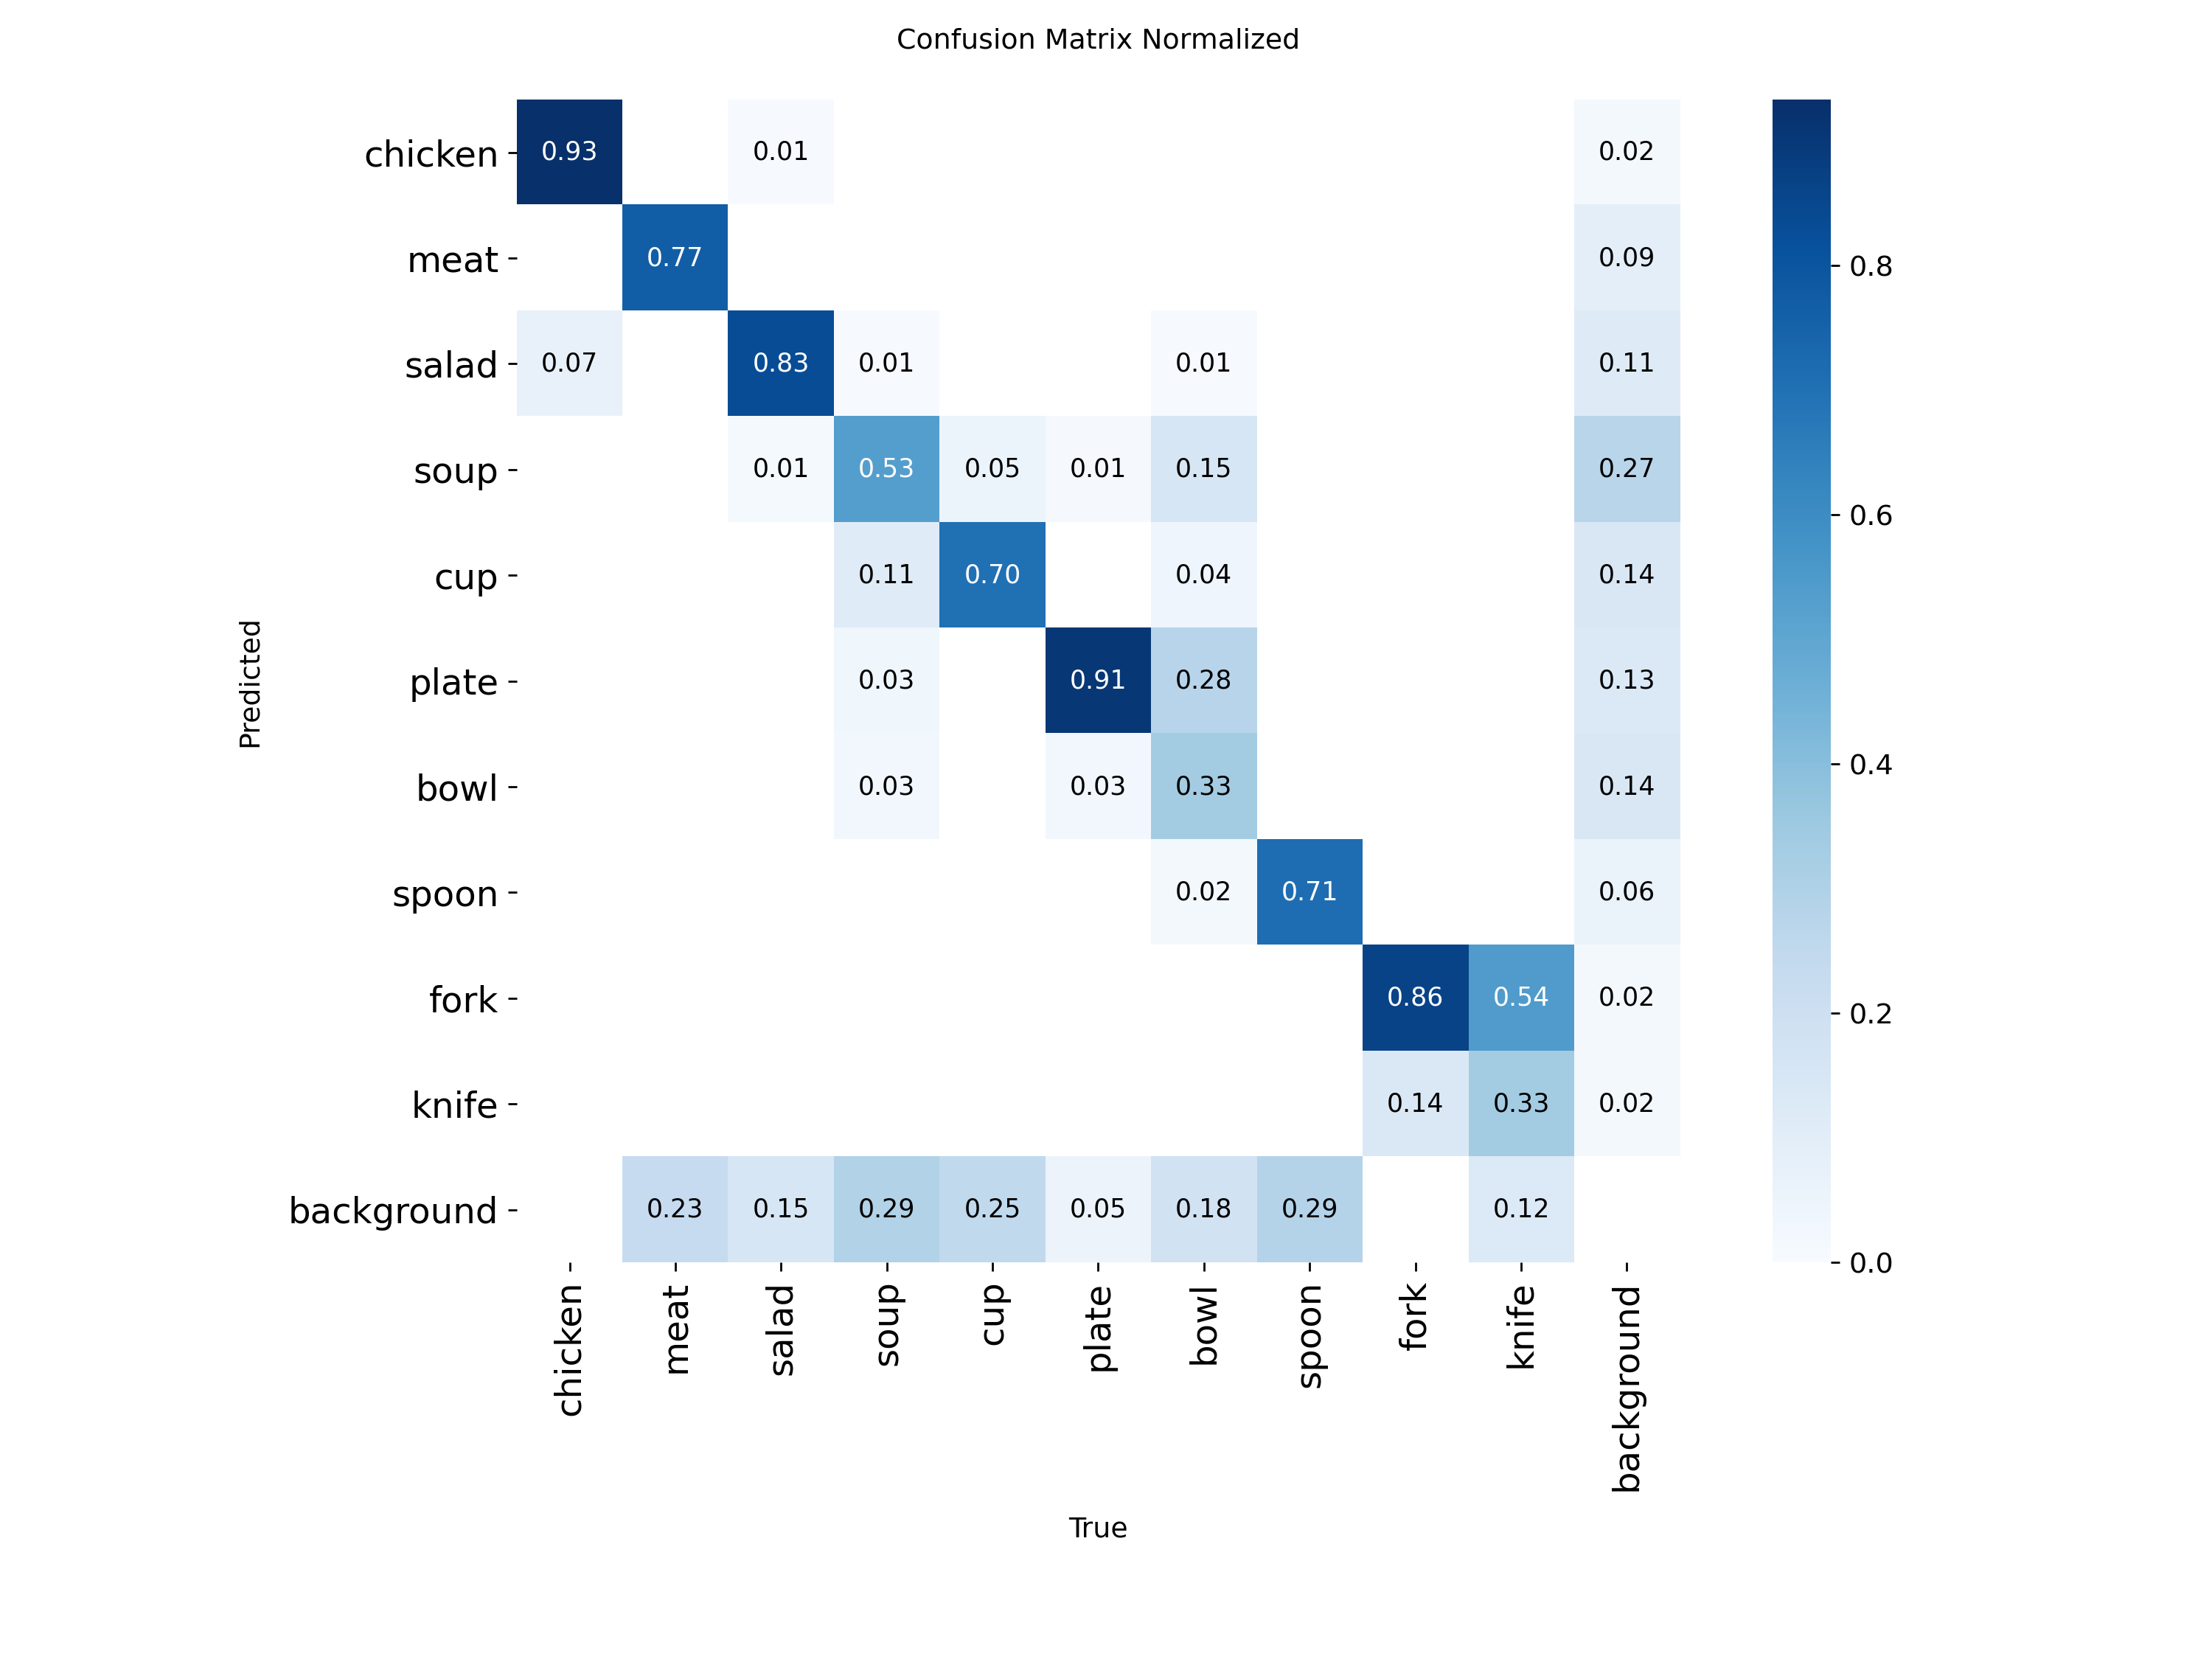 Confusion Matrix Normalized
chicken 0.93 0.01 0.02
meat 0.77 0.09 0.8
salad 0.07 0.83 0.01 0.01 0.11
soup 0.01 0.53 0.05 0.01 0.15 0.27
0.6
cup 0.11 0.70 0.04 0.14
Predicted
plate 0.03 0.91 0.28 0.13
0.4
bowl 0.03 0.03 0.33 0.14
spoon 0.02 0.71 0.06
fork 0.86 0.54 0.02
0.2
knife 0.14 0.33 0.02
background 0.23 0.15 0.29 0.25 0.05 0.18 0.29 0.12
0.0
chicken
meat
salad
soup
cup
plate
bowl
spoon
fork
knife
background
True